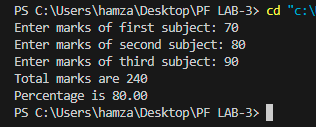 PS C:\Users\hamza\Desktop\PF LAB-3> cd "c:\
Enter marks of first subject: 70
Enter marks of second subject: 80
Enter marks of third subject: 90
Total marks are 240
Percentage is 80.00
PS C:\Users\hamza\Desktop\PF LAB-3>